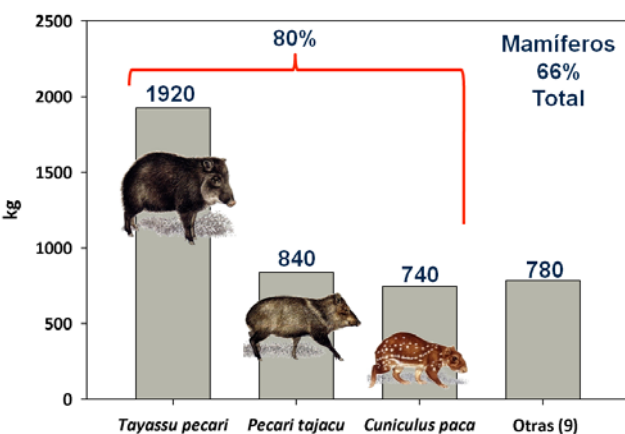 2500
2000
1500
1000
500
0
kg
80%
Mamíferos
66%
Total
1920
840
740
780
Tayassu pecari
Pecari tajacu
Cuniculus paca
Otras (9)